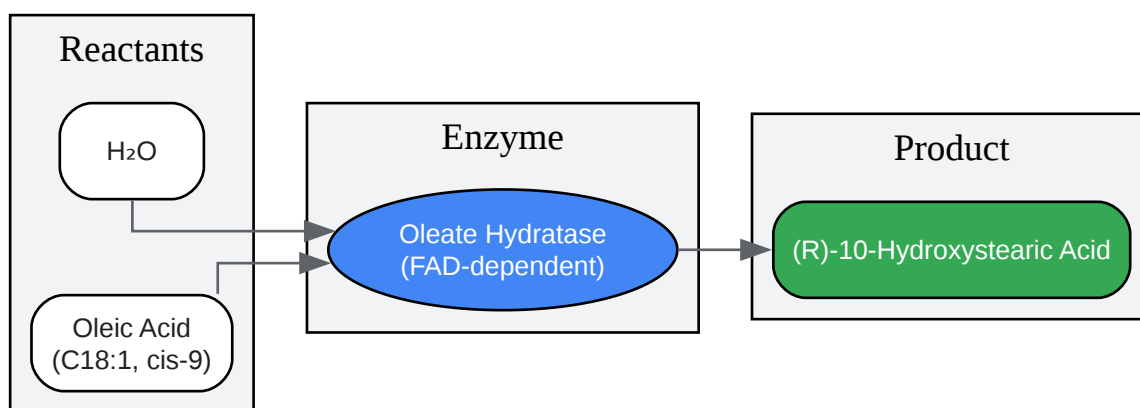 Reactants
H₂O
Oleic Acid
(C18:1, cis-9)
Enzyme
Oleate Hydratase
(FAD-dependent)
Product
(R)-10-Hydroxystearic Acid